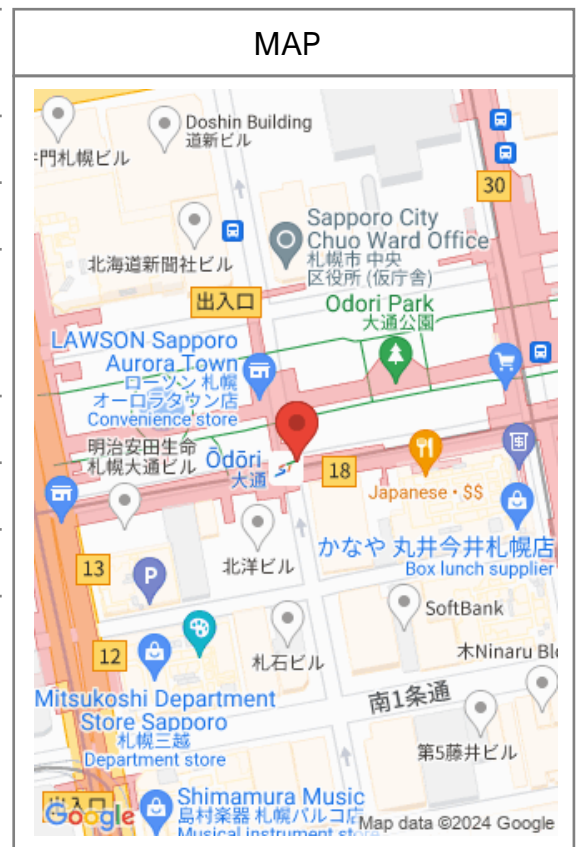 MAP
Doshin Building
道新ビル
門札幌ビル
30
Sapporo City
Chuo Ward Office
札幌市 中央
区役所 (仮庁舎)
北海道新聞社ビル
出入口
Odori Park
大通公園
LAWSON Sapporo
Aurora Town
ローソン 札幌
オーロラタウン店
Convenience store
明治安田生命
札幌大通ビル
Ōdōri
大通
18
Japanese • $$
かなや 丸井今井札幌店
Box lunch supplier
北洋ビル
13
P
SoftBank
札石ビル
木Ninaru Blo
12
Mitsukoshi Department
Store Sapporo
札幌三越
Department store
南1条通
第5藤井ビル
出入口
Google
Shimamura Music
島村楽器 札幌パルコ店
Musical instrument store
Map data ©2024 Google